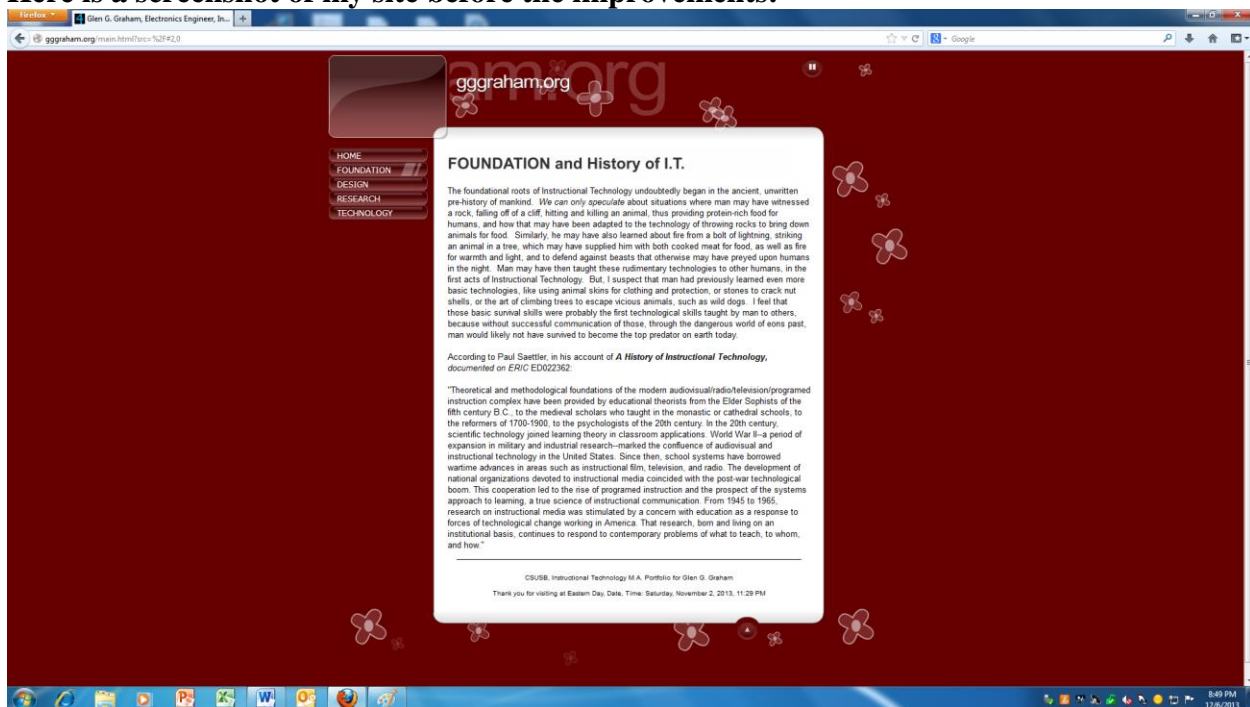 Here is a screenshot of my site before the improvements:
Firefox
Glen G. Graham, Electronics Engineer, In...
gggraham.org/main.html?src=%2F#2,0
Google
am.org
gggraham.org
HOME
FOUNDATION
DESIGN
RESEARCH
TECHNOLOGY
FOUNDATION and History of I.T.
The foundational roots of Instructional Technology undoubtedly began in the ancient, unwritten
pre-history of mankind. We can only speculate about situations where man may have witnessed
a rock, falling off of a cliff, hitting and killing an animal, thus providing protein-rich food for
humans, and how that may have been adapted to the technology of throwing rocks to bring down
animals for food. Similarly, he may have also learned about fire from a bolt of lightning, striking
an animal in a tree, which may have supplied him with both cooked meat for food, as well as fire
for warmth and light, and to defend against beasts that otherwise may have preyed upon humans
in the night. Man may have then taught these rudimentary technologies to other humans, in the
first acts of Instructional Technology. But, I suspect that man had previously learned even more
basic technologies, like using animal skins for clothing and protection, or stones to crack nut
shells, or the art of climbing trees to escape vicious animals, such as wild dogs. I feel that
those basic survival skills were probably the first technological skills taught by man to others,
because without successful communication of those, through the dangerous world of eons past,
man would likely not have survived to become the top predator on earth today.
According to Paul Saettler, in his account of A History of Instructional Technology,
documented on ERIC ED022362:
"Theoretical and methodological foundations of the modern audiovisual/radio/television/programed
instruction complex have been provided by educational theorists from the Elder Sophists of the
fifth century B.C., to the medieval scholars who taught in the monastic or cathedral schools, to
the reformers of 1700-1900, to the psychologists of the 20th century. In the 20th century,
scientific technology joined learning theory in classroom applications. World War II--a period of
expansion in military and industrial research--marked the confluence of audiovisual and
instructional technology in the United States. Since then, school systems have borrowed
wartime advances in areas such as instructional film, television, and radio. The development of
national organizations devoted to instructional media coincided with the post-war technological
boom. This cooperation led to the rise of programed instruction and the prospect of the systems
approach to learning, a true science of instructional communication. From 1945 to 1965,
research on instructional media was stimulated by a concern with education as a response to
forces of technological change working in America. That research, born and living on an
institutional basis, continues to respond to contemporary problems of what to teach, to whom,
and how."
CSUSB, Instructional Technology M.A. Portfolio for Glen G. Graham
Thank you for visiting at Eastern Day, Date, Time: Saturday, November 2, 2013, 11:29 PM
8:49 PM
12/6/2013